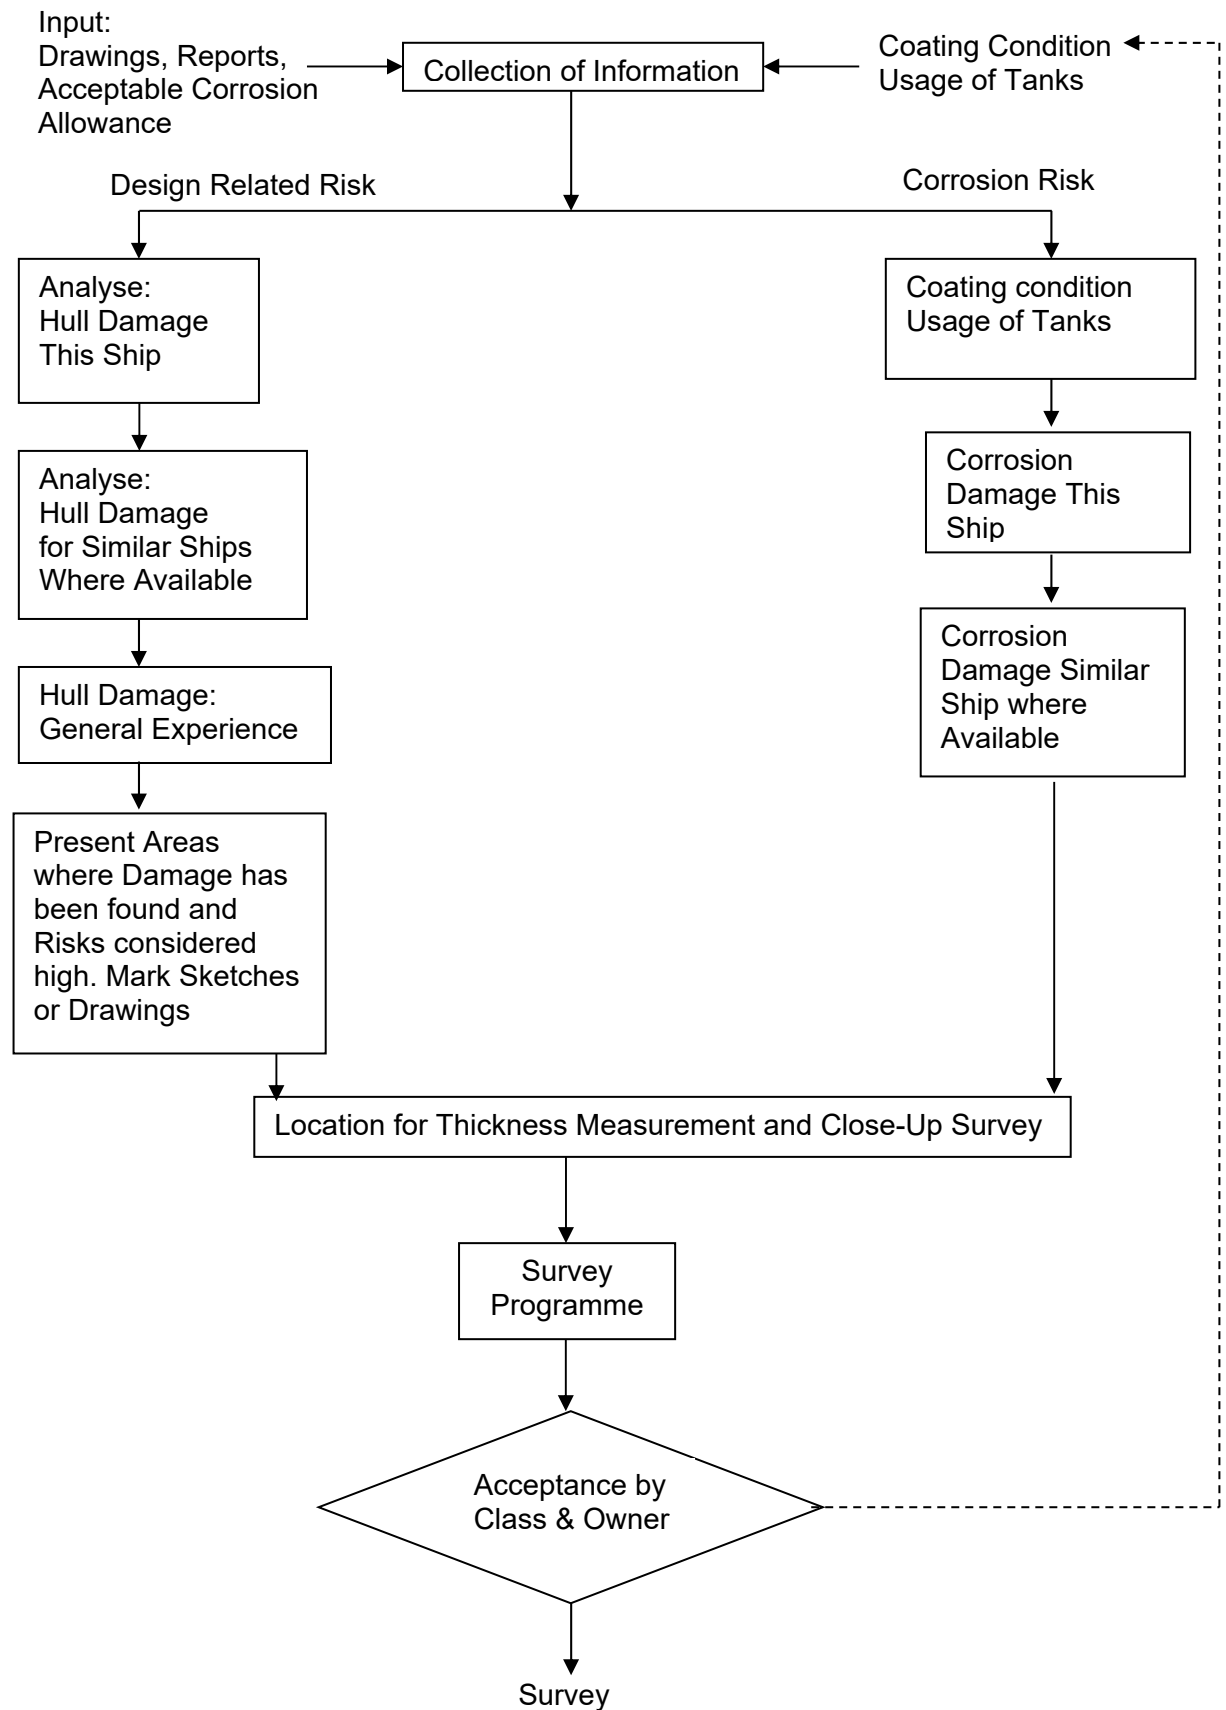 Input:
Drawings, Reports,
Acceptable Corrosion
Allowance
Collection of Information
Coating Condition
Usage of Tanks
Design Related Risk
Corrosion Risk
Analyse:
Hull Damage
This Ship
Coating condition
Usage of Tanks
Analyse:
Hull Damage
for Similar Ships
Where Available
Corrosion
Damage This
Ship
Hull Damage:
General Experience
Corrosion
Damage Similar
Ship where
Available
Present Areas
where Damage has
been found and
Risks considered
high. Mark Sketches
or Drawings
Location for Thickness Measurement and Close-Up Survey
Survey
Programme
Acceptance by
Class & Owner
Survey